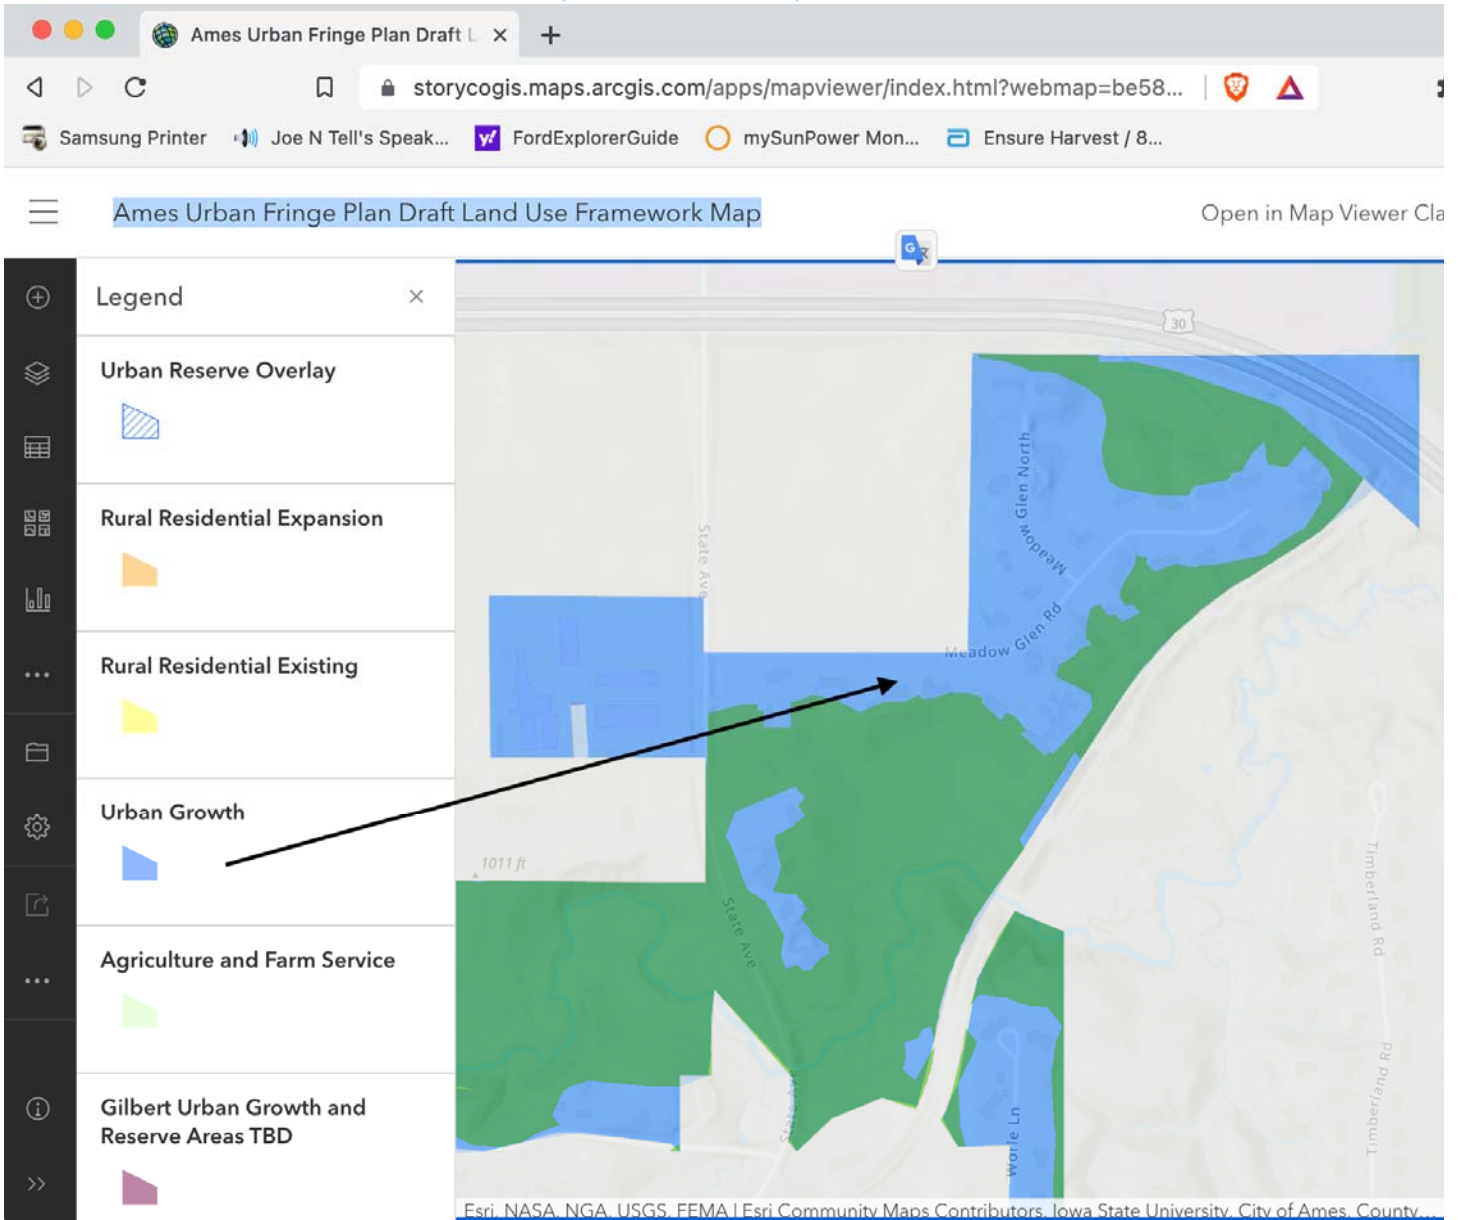 Ames Urban Fringe Plan Draft L
storycogis.maps.arcgis.com/apps/mapviewer/index.html?webmap=be58...
Samsung Printer
Joe N Tell's Speak...
FordExplorerGuide
mySunPower Mon...
Ensure Harvest / 8...
Ames Urban Fringe Plan Draft Land Use Framework Map
Open in Map Viewer Cla
Legend
Urban Reserve Overlay
Rural Residential Expansion
Rural Residential Existing
Urban Growth
Agriculture and Farm Service
Gilbert Urban Growth and
Reserve Areas TBD
30
Meadow Glen North
State Ave
Meadow Glen Rd
1011 ft
State Ave
Timberland Rd
State Ave
Worle Ln
Timberland Rd
Esri, NASA, NGA, USGS, FEMA | Esri Community Maps Contributors, Iowa State University, City of Ames, County...